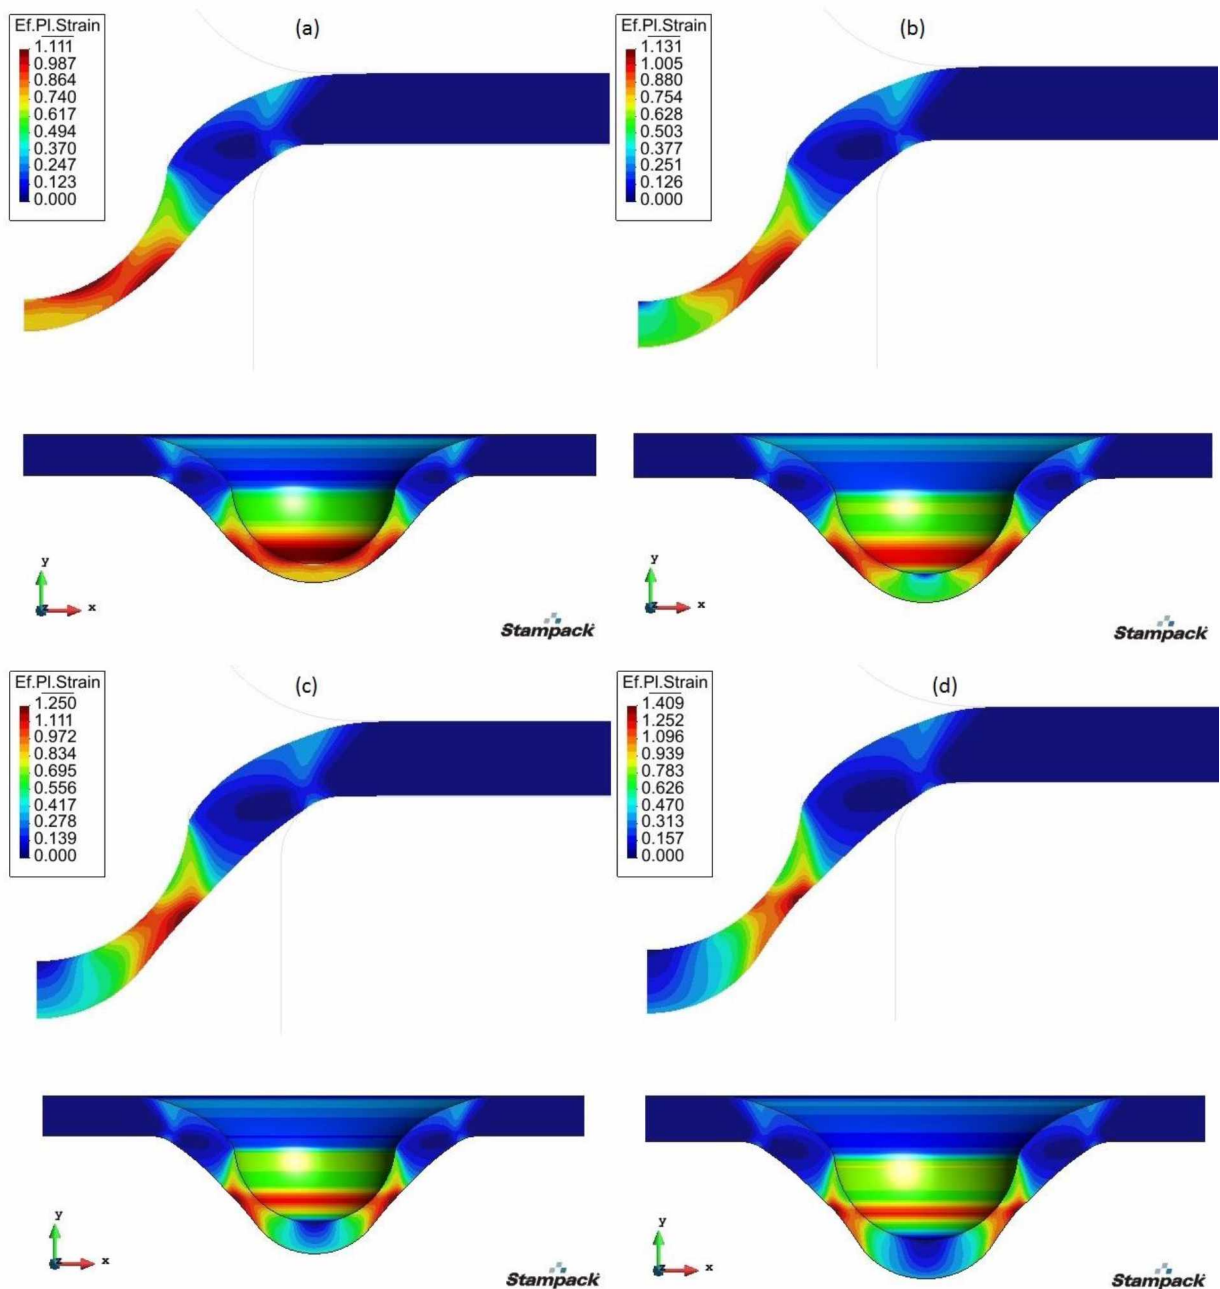 Ef.Pl.Strain
1.111
0.987
0.864
0.740
0.617
0.494
0.370
0.247
0.123
0.000
(a)
Ef.Pl.Strain
1.131
1.005
0.880
0.754
0.628
0.503
0.377
0.251
0.126
0.000
(b)
y
z
x
Stampack
y
z
x
Stampack
Ef.Pl.Strain
1.250
1.111
0.972
0.834
0.695
0.556
0.417
0.278
0.139
0.000
(c)
Ef.Pl.Strain
1.409
1.252
1.096
0.939
0.783
0.626
0.470
0.313
0.157
0.000
(d)
y
z
x
Stampack
y
z
x
Stampack